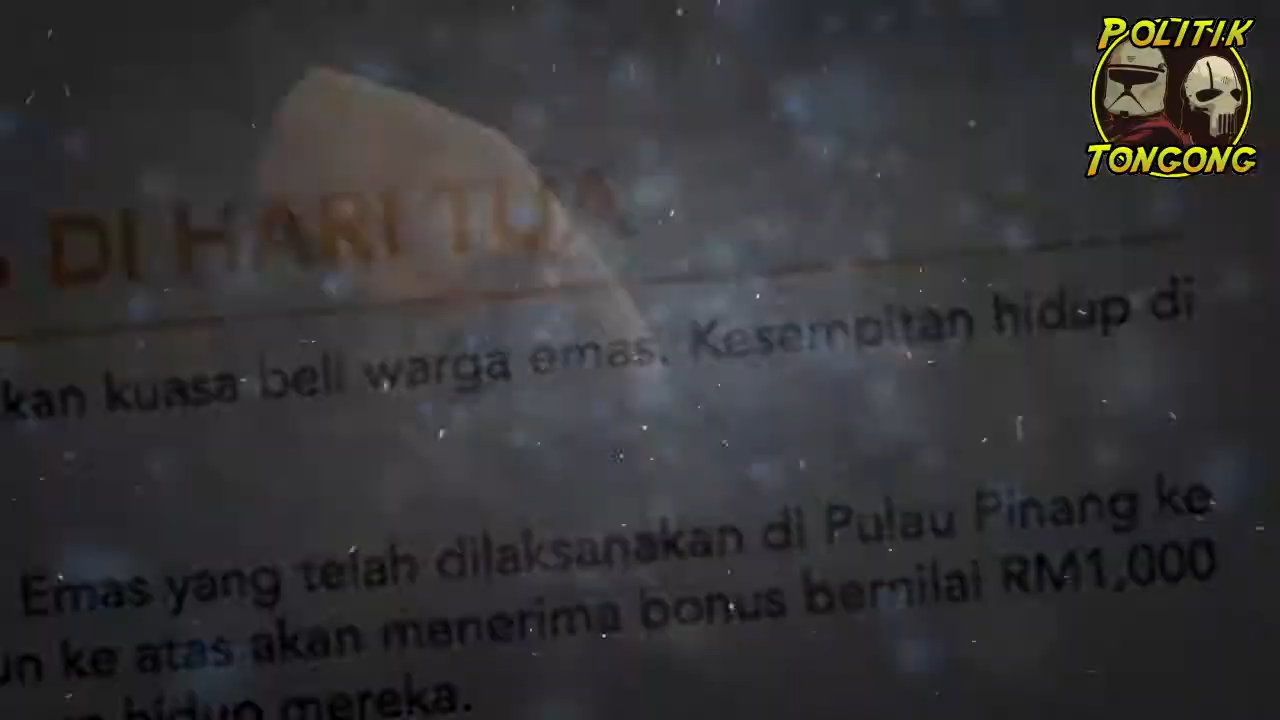 POLITIK
TONGONG
DI HARI TUA
kan kuasa beli warga emas. Kesempitan hidup di
Emas yang telah dilaksanakan di Pulau Pinang ke
un ke atas akan menerima bonus bernilai RM1,000
hidup mereka.